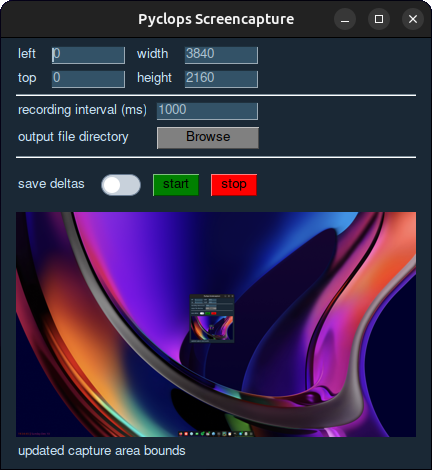 Pyclops Screencapture
left 0 width 3840
top 0 height 2160
recording interval (ms) 1000
output file directory Browse
save deltas start stop
updated capture area bounds